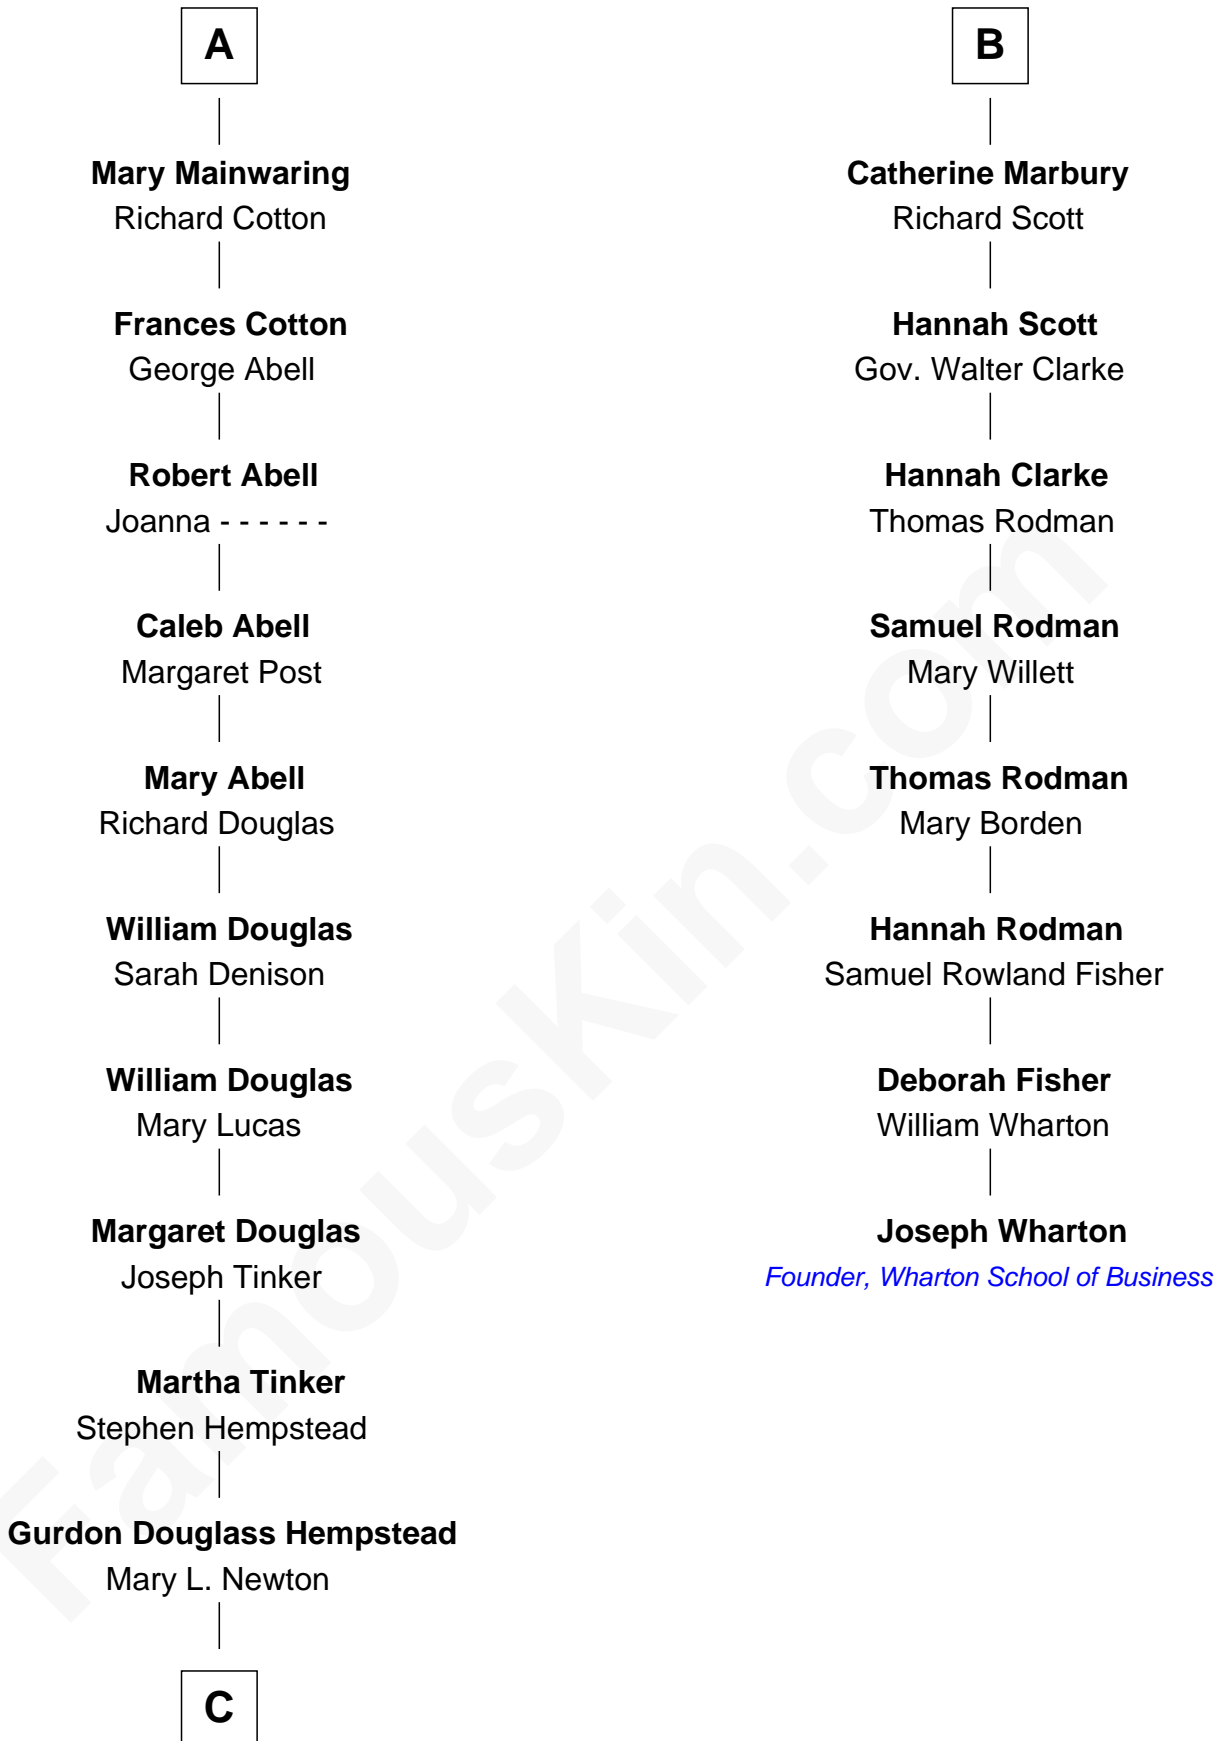 A
Mary Mainwaring
Richard Cotton
Frances Cotton
George Abell
Robert Abell
Joanna - - - - - -
Caleb Abell
Margaret Post
Mary Abell
Richard Douglas
William Douglas
Sarah Denison
William Douglas
Mary Lucas
Margaret Douglas
Joseph Tinker
Martha Tinker
Stephen Hempstead
Gurdon Douglass Hempstead
Mary L. Newton
C
B
Catherine Marbury
Richard Scott
Hannah Scott
Gov. Walter Clarke
Hannah Clarke
Thomas Rodman
Samuel Rodman
Mary Willett
Thomas Rodman
Mary Borden
Hannah Rodman
Samuel Rowland Fisher
Deborah Fisher
William Wharton
Joseph Wharton
Founder, Wharton School of Business
FamousKin.com